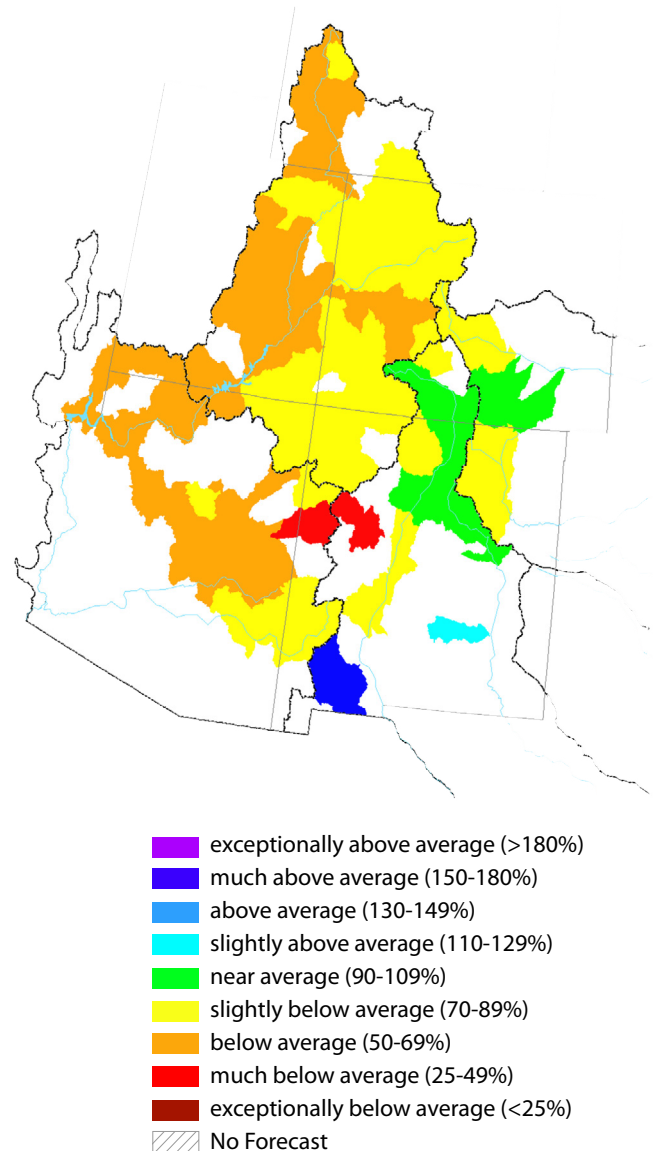 exceptionally above average (>180%)
much above average (150-180%)
above average (130-149%)
slightly above average (110-129%)
near average (90-109%)
slightly below average (70-89%)
below average (50-69%)
much below average (25-49%)
exceptionally below average (<25%)
No Forecast